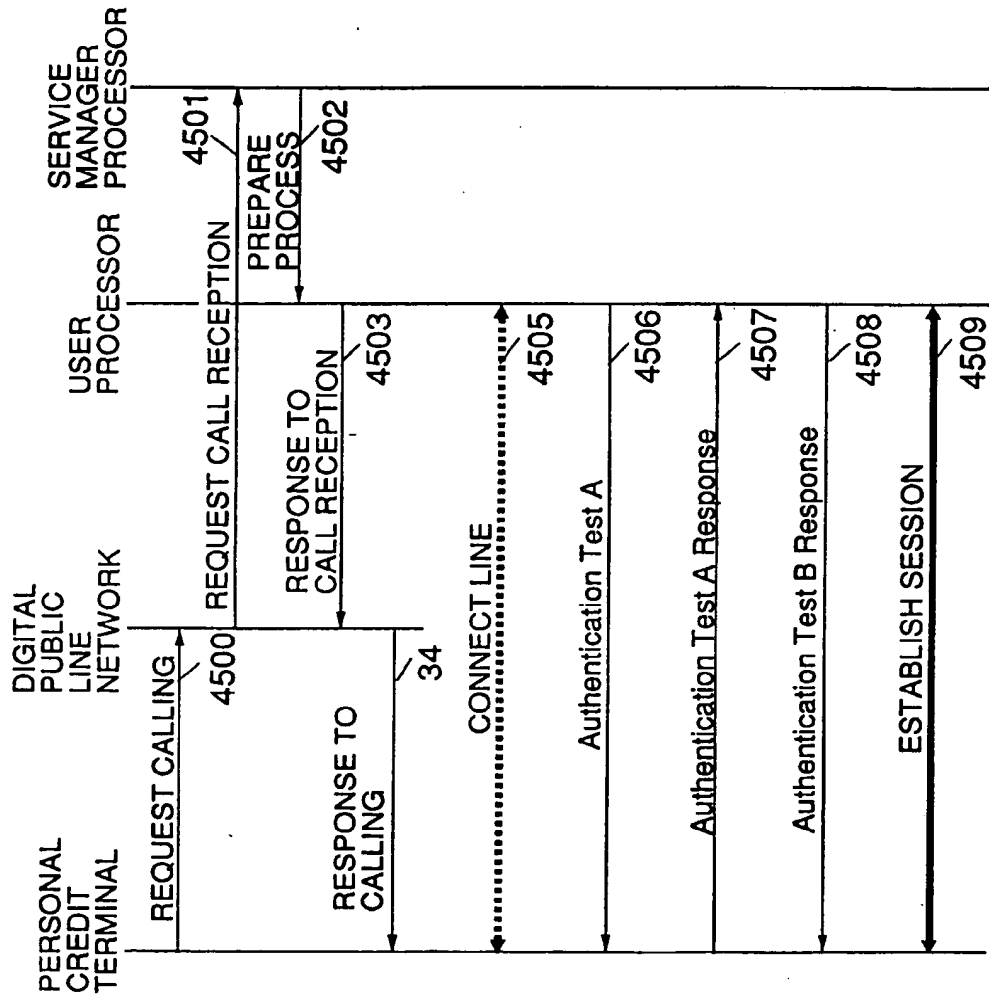 PERSONAL
CREDIT
TERMINAL
DIGITAL
PUBLIC
LINE
NETWORK
USER
PROCESSOR
SERVICE
MANAGER
PROCESSOR
REQUEST CALLING
4500
REQUEST CALL RECEPTION
4501
PREPARE
PROCESS
4502
RESPONSE TO
CALL RECEPTION
4503
RESPONSE TO
CALLING
34
CONNECT LINE
4505
Authentication Test A
4506
Authentication Test A Response
4507
Authentication Test B Response
4508
ESTABLISH SESSION
4509